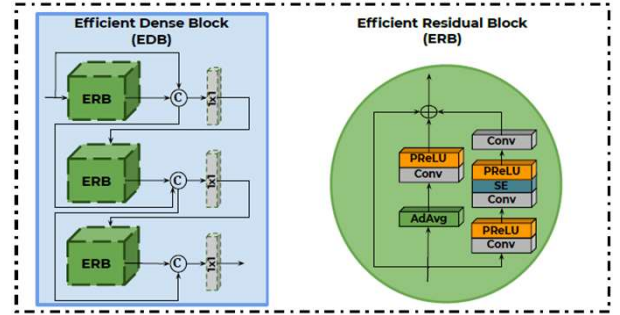 Efficient Dense Block
(EDB)
ERB
C
1x1
ERB
C
1x1
ERB
C
1x1
Efficient Residual Block
(ERB)
Conv
PReLU
Conv
PReLU
SE
Conv
AdAvg
PReLU
Conv